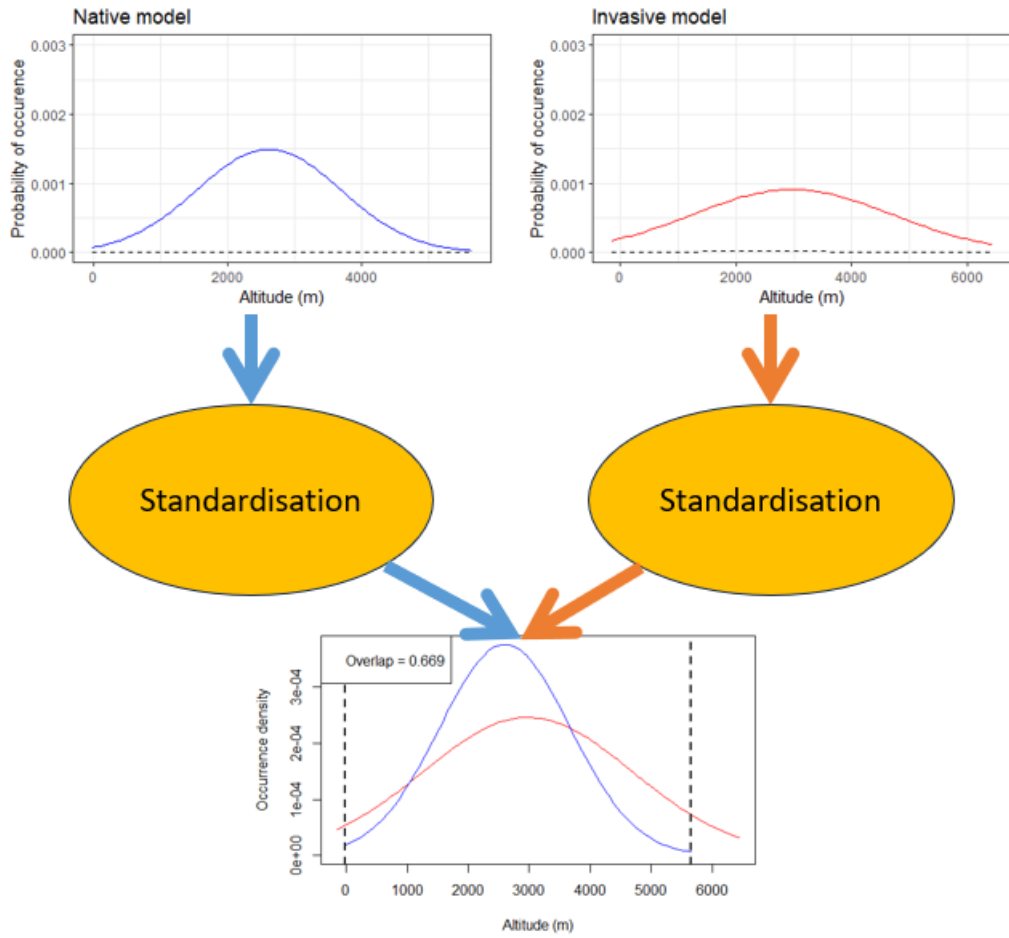 Native model
Probability of occurence
0.003
0.002
0.001
0.000
0 2000 4000
Altitude (m)
Invasive model
Probability of occurence
0.003
0.002
0.001
0.000
0 2000 4000 6000
Altitude (m)
Standardisation
Standardisation
Overlap = 0.669
Occurrence density
3e-04
2e-04
1e-04
0e+00
0 1000 2000 3000 4000 5000 6000
Altitude (m)